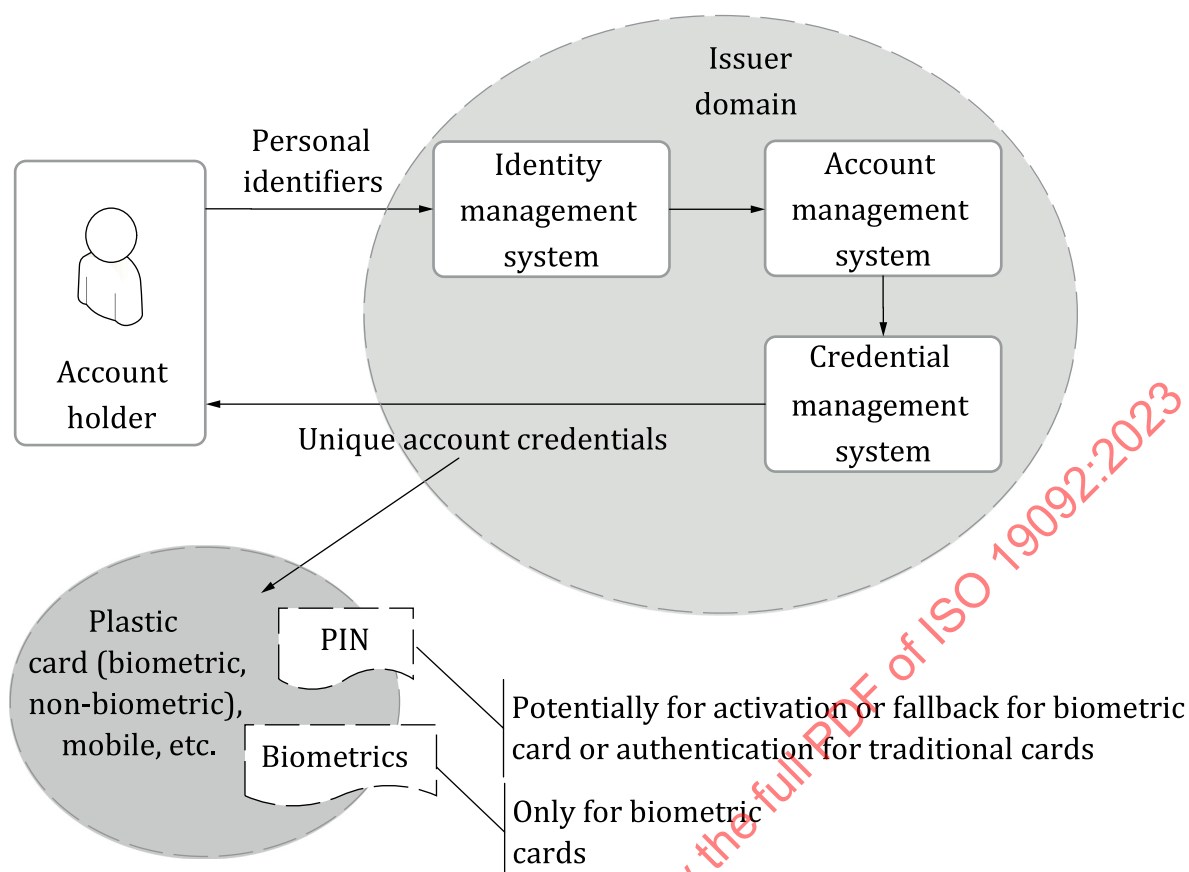 Issuer
domain
Personal
identifiers
Identity
management
system
Account
management
system
Account
holder
Credential
management
system
Unique account credentials
Plastic
card (biometric,
non-biometric),
mobile, etc.
PIN
Biometrics
Potentially for activation or fallback for biometric
card or authentication for traditional cards
Only for biometric
cards
the full PDF of ISO 19092:2023